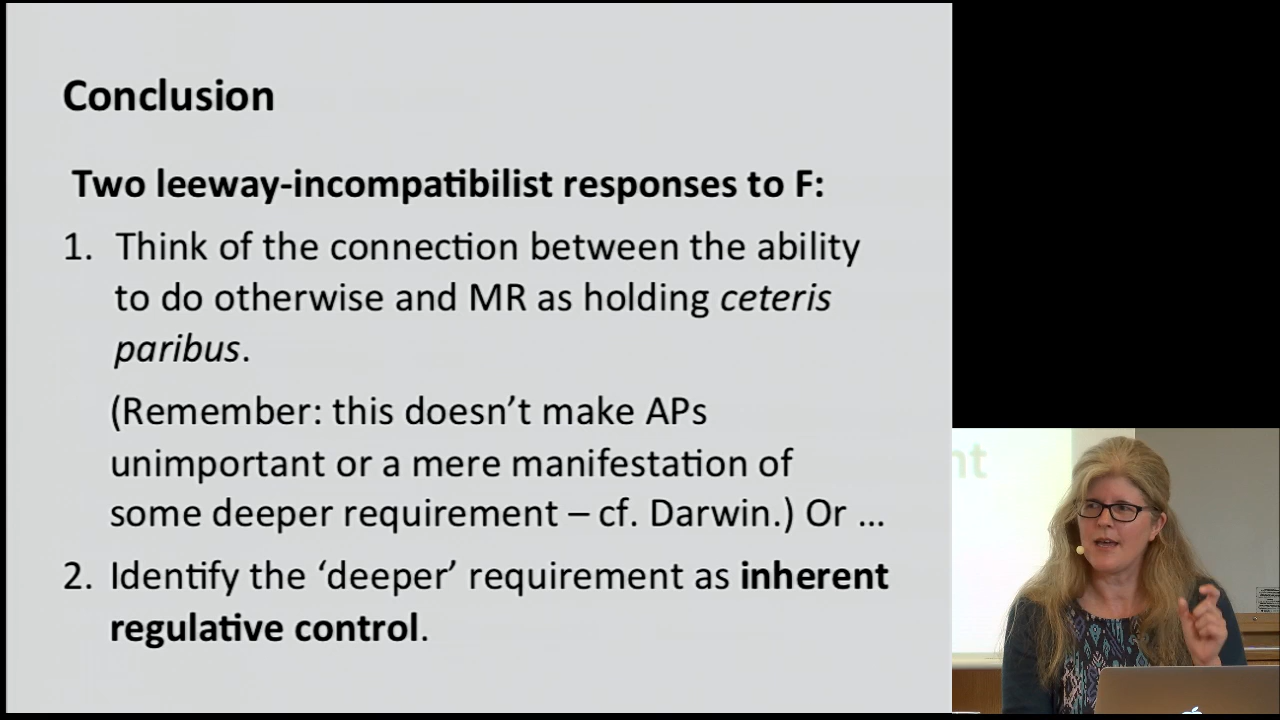 Conclusion
Two leeway-incompatibilist responses to F:
1. Think of the connection between the ability
to do otherwise and MR as holding ceteris
paribus.
(Remember: this doesn’t make APs
unimportant or a mere manifestation of
some deeper requirement – cf. Darwin.) Or ...
2. Identify the ‘deeper’ requirement as inherent
regulative control.
nt